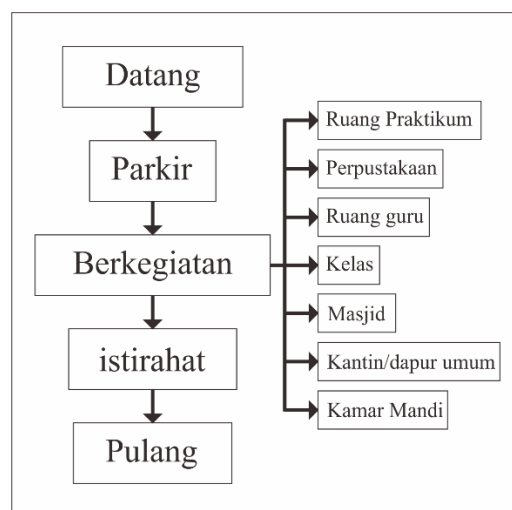 Datang
Parkir
Berkegiatan
istirahat
Pulang
Ruang Praktikum
Perpustakaan
Ruang guru
Kelas
Masjid
Kantin/dapur umum
Kamar Mandi